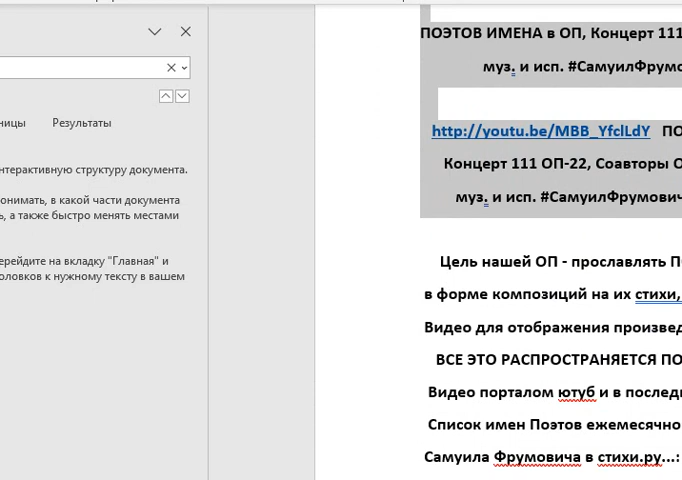 ницы Результаты
нтерактивную структуру документа.
онимать, в какой части документа
ь, а также быстро менять местами
ерейдите на вкладку "Главная" и
оловков к нужному тексту в вашем
ПОЭТОВ ИМЕНА в ОП, Концерт 111
муз. и исп. #СамуилФрумо
http://youtu.be/MBB_YfclLdY ПО
Концерт 111 ОП-22, Соавторы О
муз. и исп. #СамуилФрумович
Цель нашей ОП - прославлять П
в форме композиций на их стихи,
Видео для отображения произвед
ВСЕ ЭТО РАСПРОСТРАНЯЕТСЯ ПО
Видео порталом ютуб и в последн
Список имен Поэтов ежемесячно
Самуила Фрумовича в стихи.ру...: